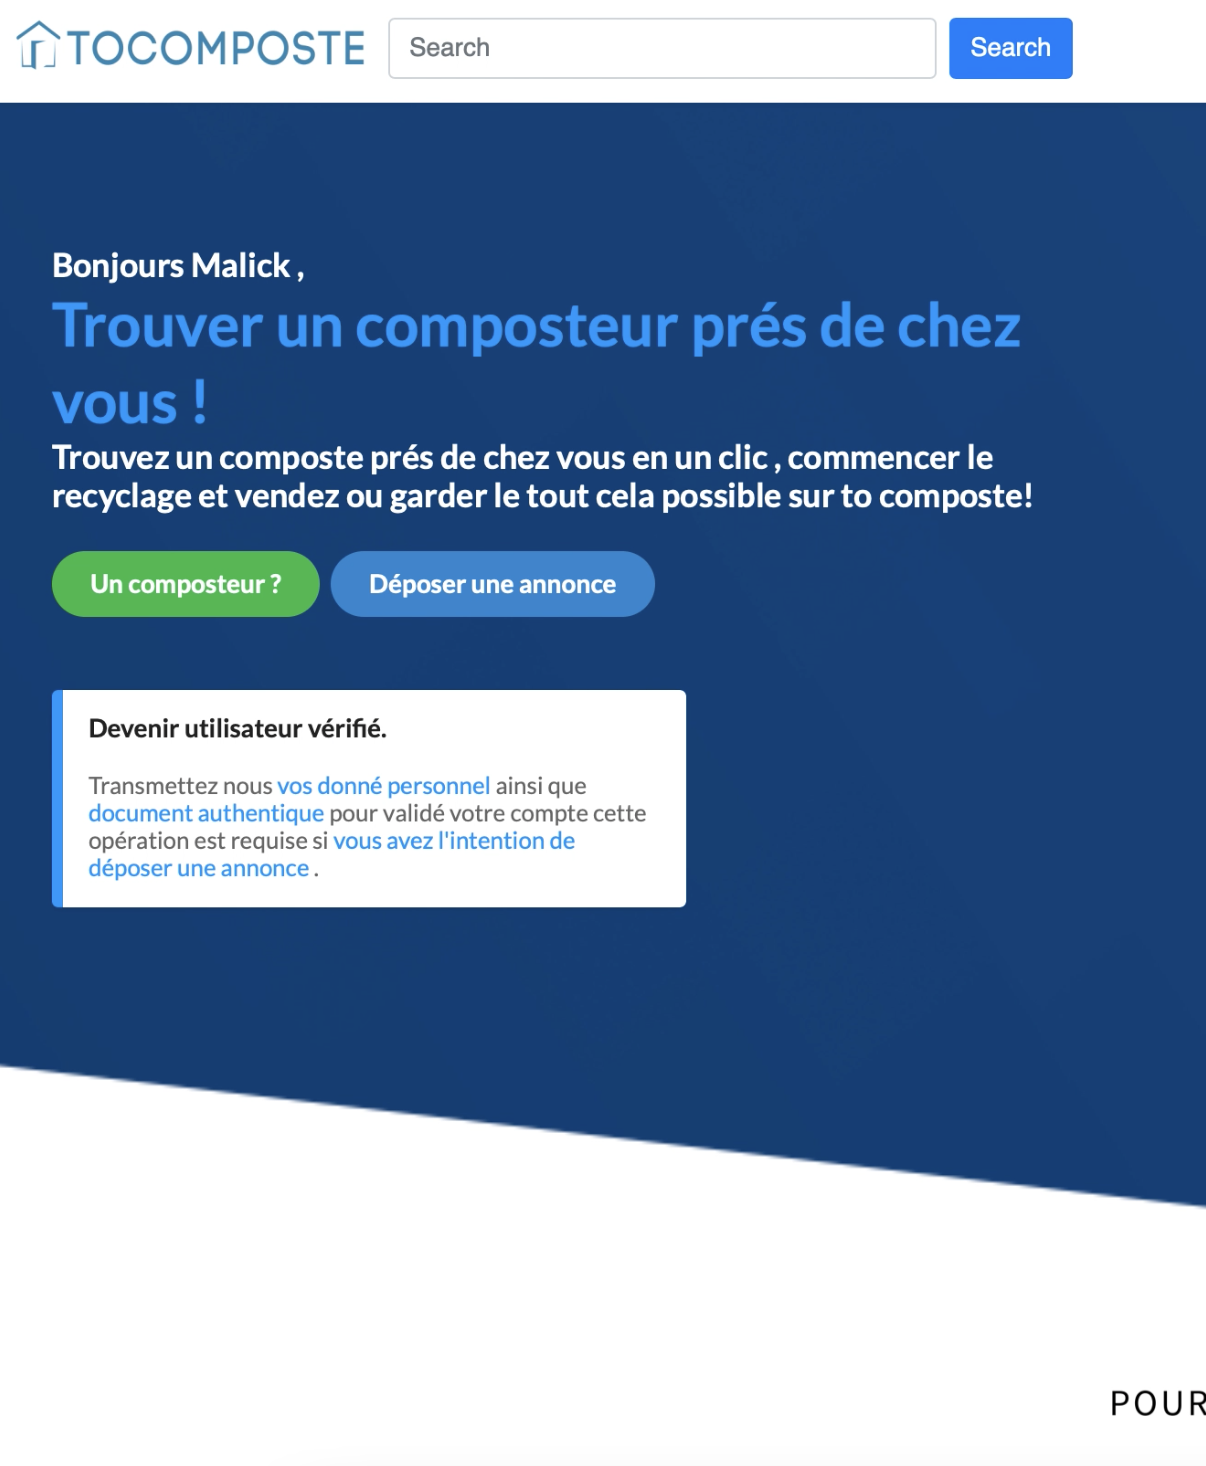 TOCOMPOSTE
Search
Search
Bonjours Malick ,
Trouver un composteur prés de chez
vous !
Trouvez un composte prés de chez vous en un clic , commencer le
recyclage et vendez ou garder le tout cela possible sur to composte!
Un composteur ?
Déposer une annonce
Devenir utilisateur vérifié.
Transmettez nous vos donné personnel ainsi que
document authentique pour validé votre compte cette
opération est requise si vous avez l'intention de
déposer une annonce .
POUR